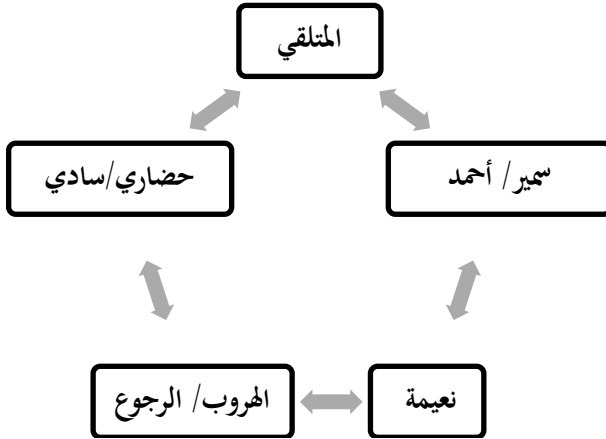 المتلقي
سمير/ أحمد
حضاري/سادي
نعيمة
الهروب/ الرجوع